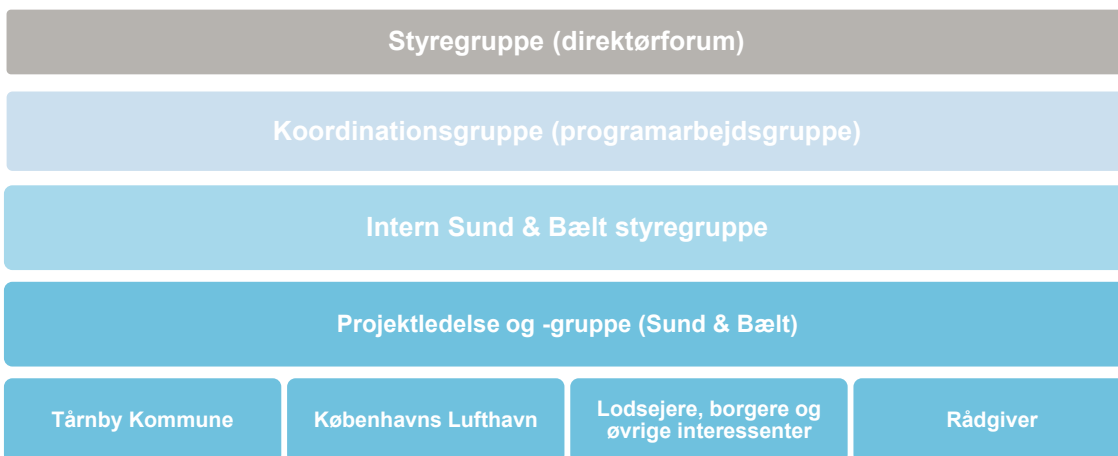 Styregruppe (direktørforum)
Koordinationsgruppe (programarbejdsgruppe)
Intern Sund & Bælt styregruppe
Projektledelse og -gruppe (Sund & Bælt)
Tårnby Kommune
Københavns Lufthavn
Lodsejere, borgere og
øvrige interessenter
Rådgiver